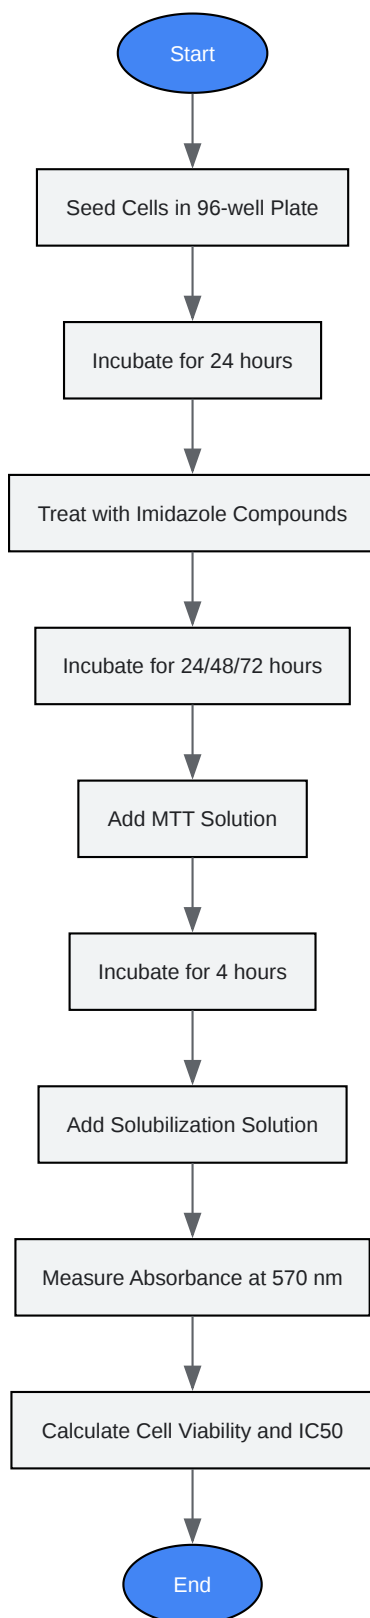 Start
Seed Cells in 96-well Plate
Incubate for 24 hours
Treat with Imidazole Compounds
Incubate for 24/48/72 hours
Add MTT Solution
Incubate for 4 hours
Add Solubilization Solution
Measure Absorbance at 570 nm
Calculate Cell Viability and IC50
End